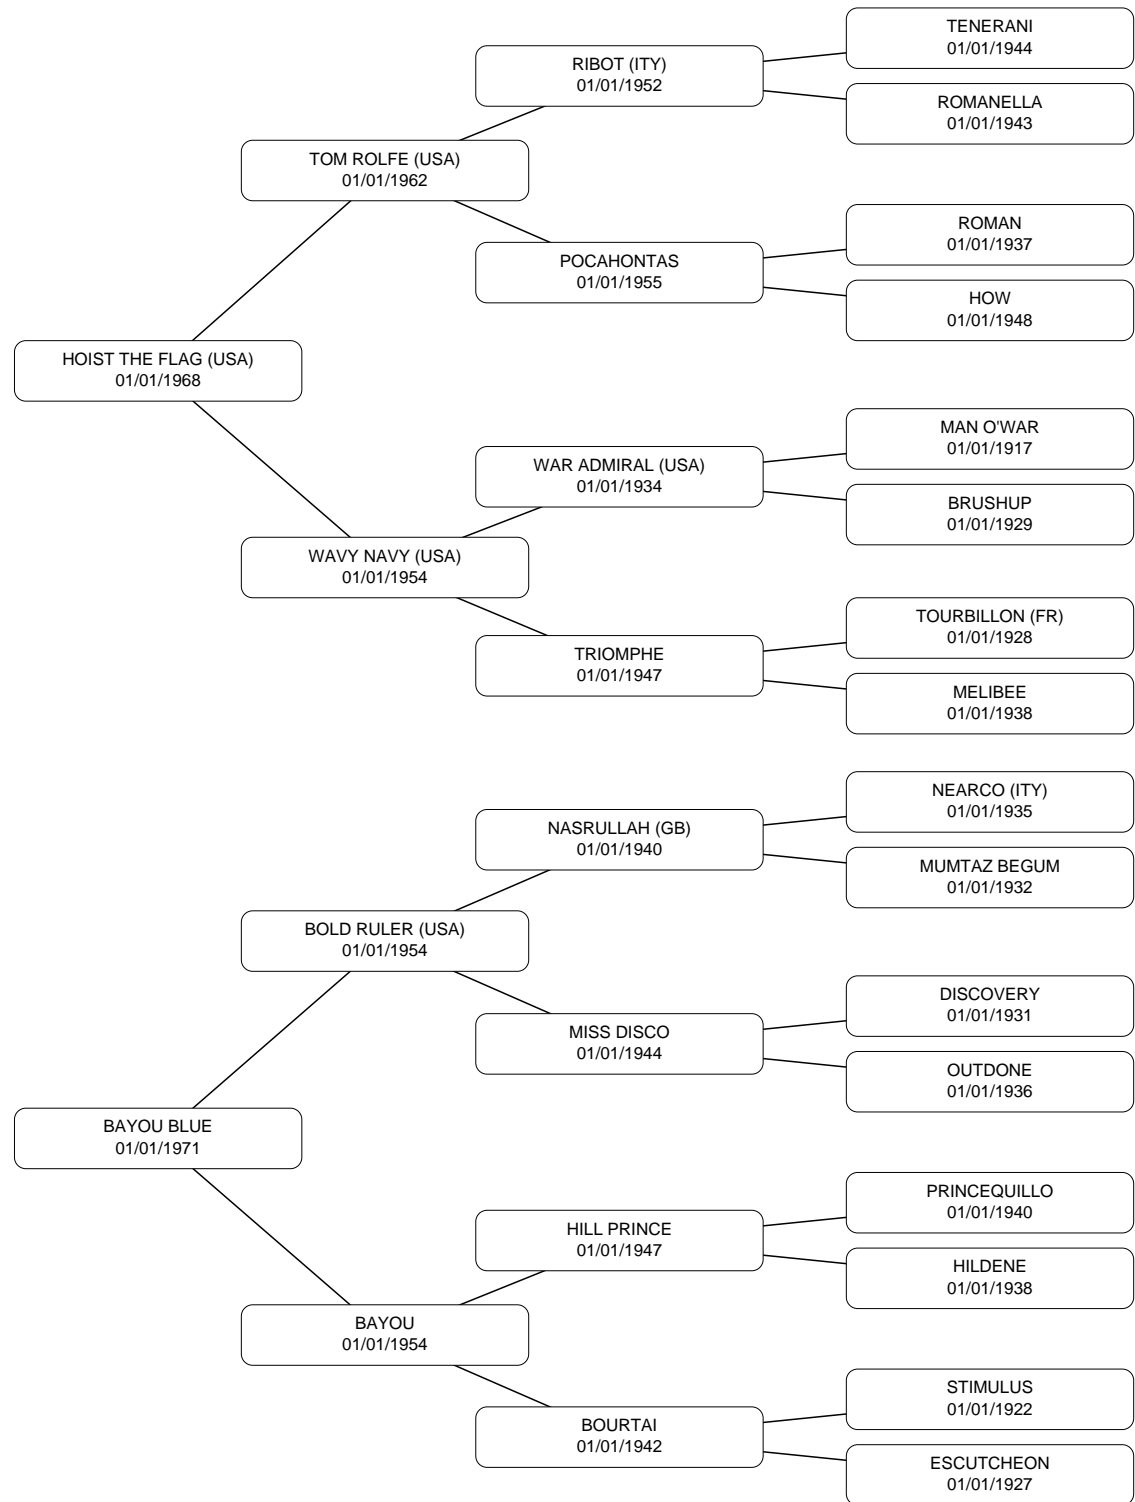 TENERANI
01/01/1944
RIBOT (ITY)
01/01/1952
ROMANELLA
01/01/1943
TOM ROLFE (USA)
01/01/1962
ROMAN
01/01/1937
POCAHONTAS
01/01/1955
HOW
01/01/1948
HOIST THE FLAG (USA)
01/01/1968
MAN O'WAR
01/01/1917
WAR ADMIRAL (USA)
01/01/1934
BRUSHUP
01/01/1929
WAVY NAVY (USA)
01/01/1954
TOURBILLON (FR)
01/01/1928
TRIOMPHE
01/01/1947
MELIBEE
01/01/1938
NEARCO (ITY)
01/01/1935
NASRULLAH (GB)
01/01/1940
MUMTAZ BEGUM
01/01/1932
BOLD RULER (USA)
01/01/1954
DISCOVERY
01/01/1931
MISS DISCO
01/01/1944
OUTDONE
01/01/1936
BAYOU BLUE
01/01/1971
PRINCEQUILLO
01/01/1940
HILL PRINCE
01/01/1947
HILDENE
01/01/1938
BAYOU
01/01/1954
STIMULUS
01/01/1922
BOURTAI
01/01/1942
ESCUTCHEON
01/01/1927